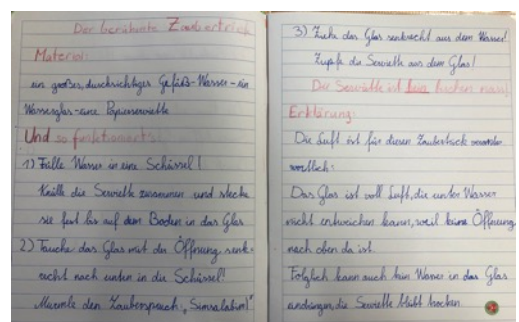 Der berühmte Zaubertrick
Material:
ein großes, durchsichtiges Gefäß-Wasser-ein
Wasserglas-eine Papierserviette
Und so funktioniert's:
1) Fülle Wasser in eine Schüssel!
Knülle die Serviette zusammen und stecke
sie fest bis auf dem Boden in das Glas
2) Tauche das Glas mit der Öffnung senk-
recht nach unten in die Schüssel!
Murmle den Zauberspruch „Simsalabim!"
3) Ziehe das Glas senkrecht aus dem Wasser!
Zupfe die Serviette aus dem Glas!
Die Serviette ist kein bisschen nass!
Erklärung:
Die Luft ist für diesen Zaubertrick verantwortlich:
Das Glas ist voll Luft, die unter Wasser
nicht entweichen kann, weil keine Öffnung
nach oben da ist.
Folglich kann auch kein Wasser in das Glas
eindringen, die Serviette bleibt trocken